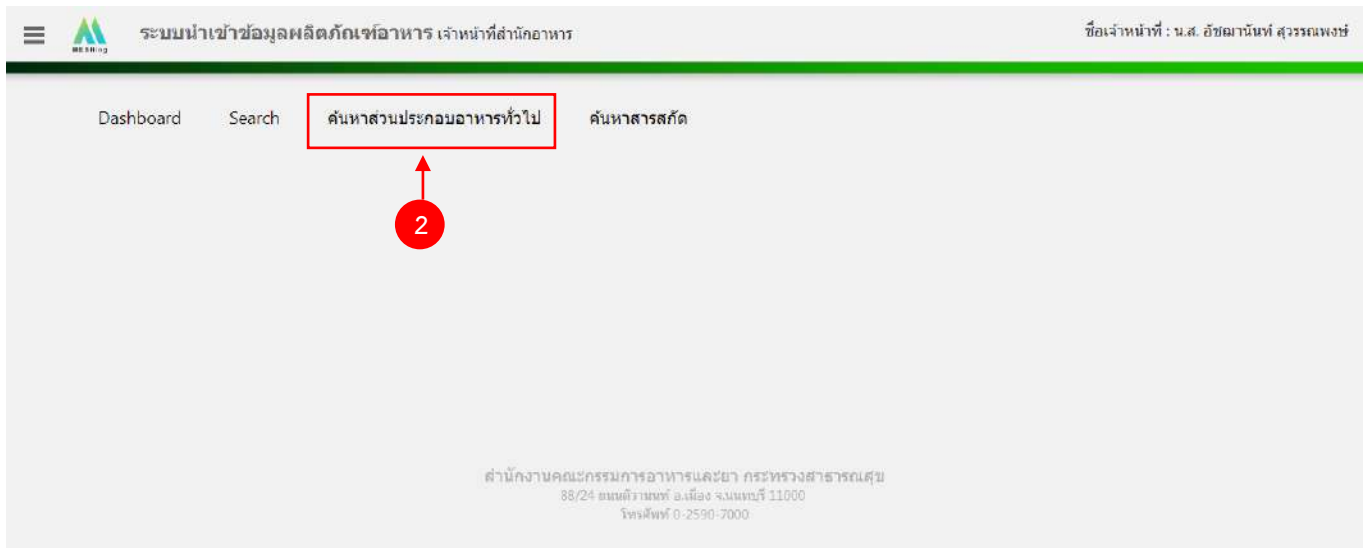 MESHing
ระบบนำเข้าข้อมูลผลิตภัณฑ์อาหาร เจ้าหน้าที่สำนักอาหาร
ชื่อเจ้าหน้าที่ : น.ส. อัชฌานันท์ สุวรรณพงษ์
Dashboard Search ค้นหาส่วนประกอบอาหารทั่วไป ค้นหาสารสกัด
2
สำนักงานคณะกรรมการอาหารและยา กระทรวงสาธารณสุข
88/24 ถนนติวานนท์ อ.เมือง จ.นนทบุรี 11000
โทรศัพท์ 0-2590-7000